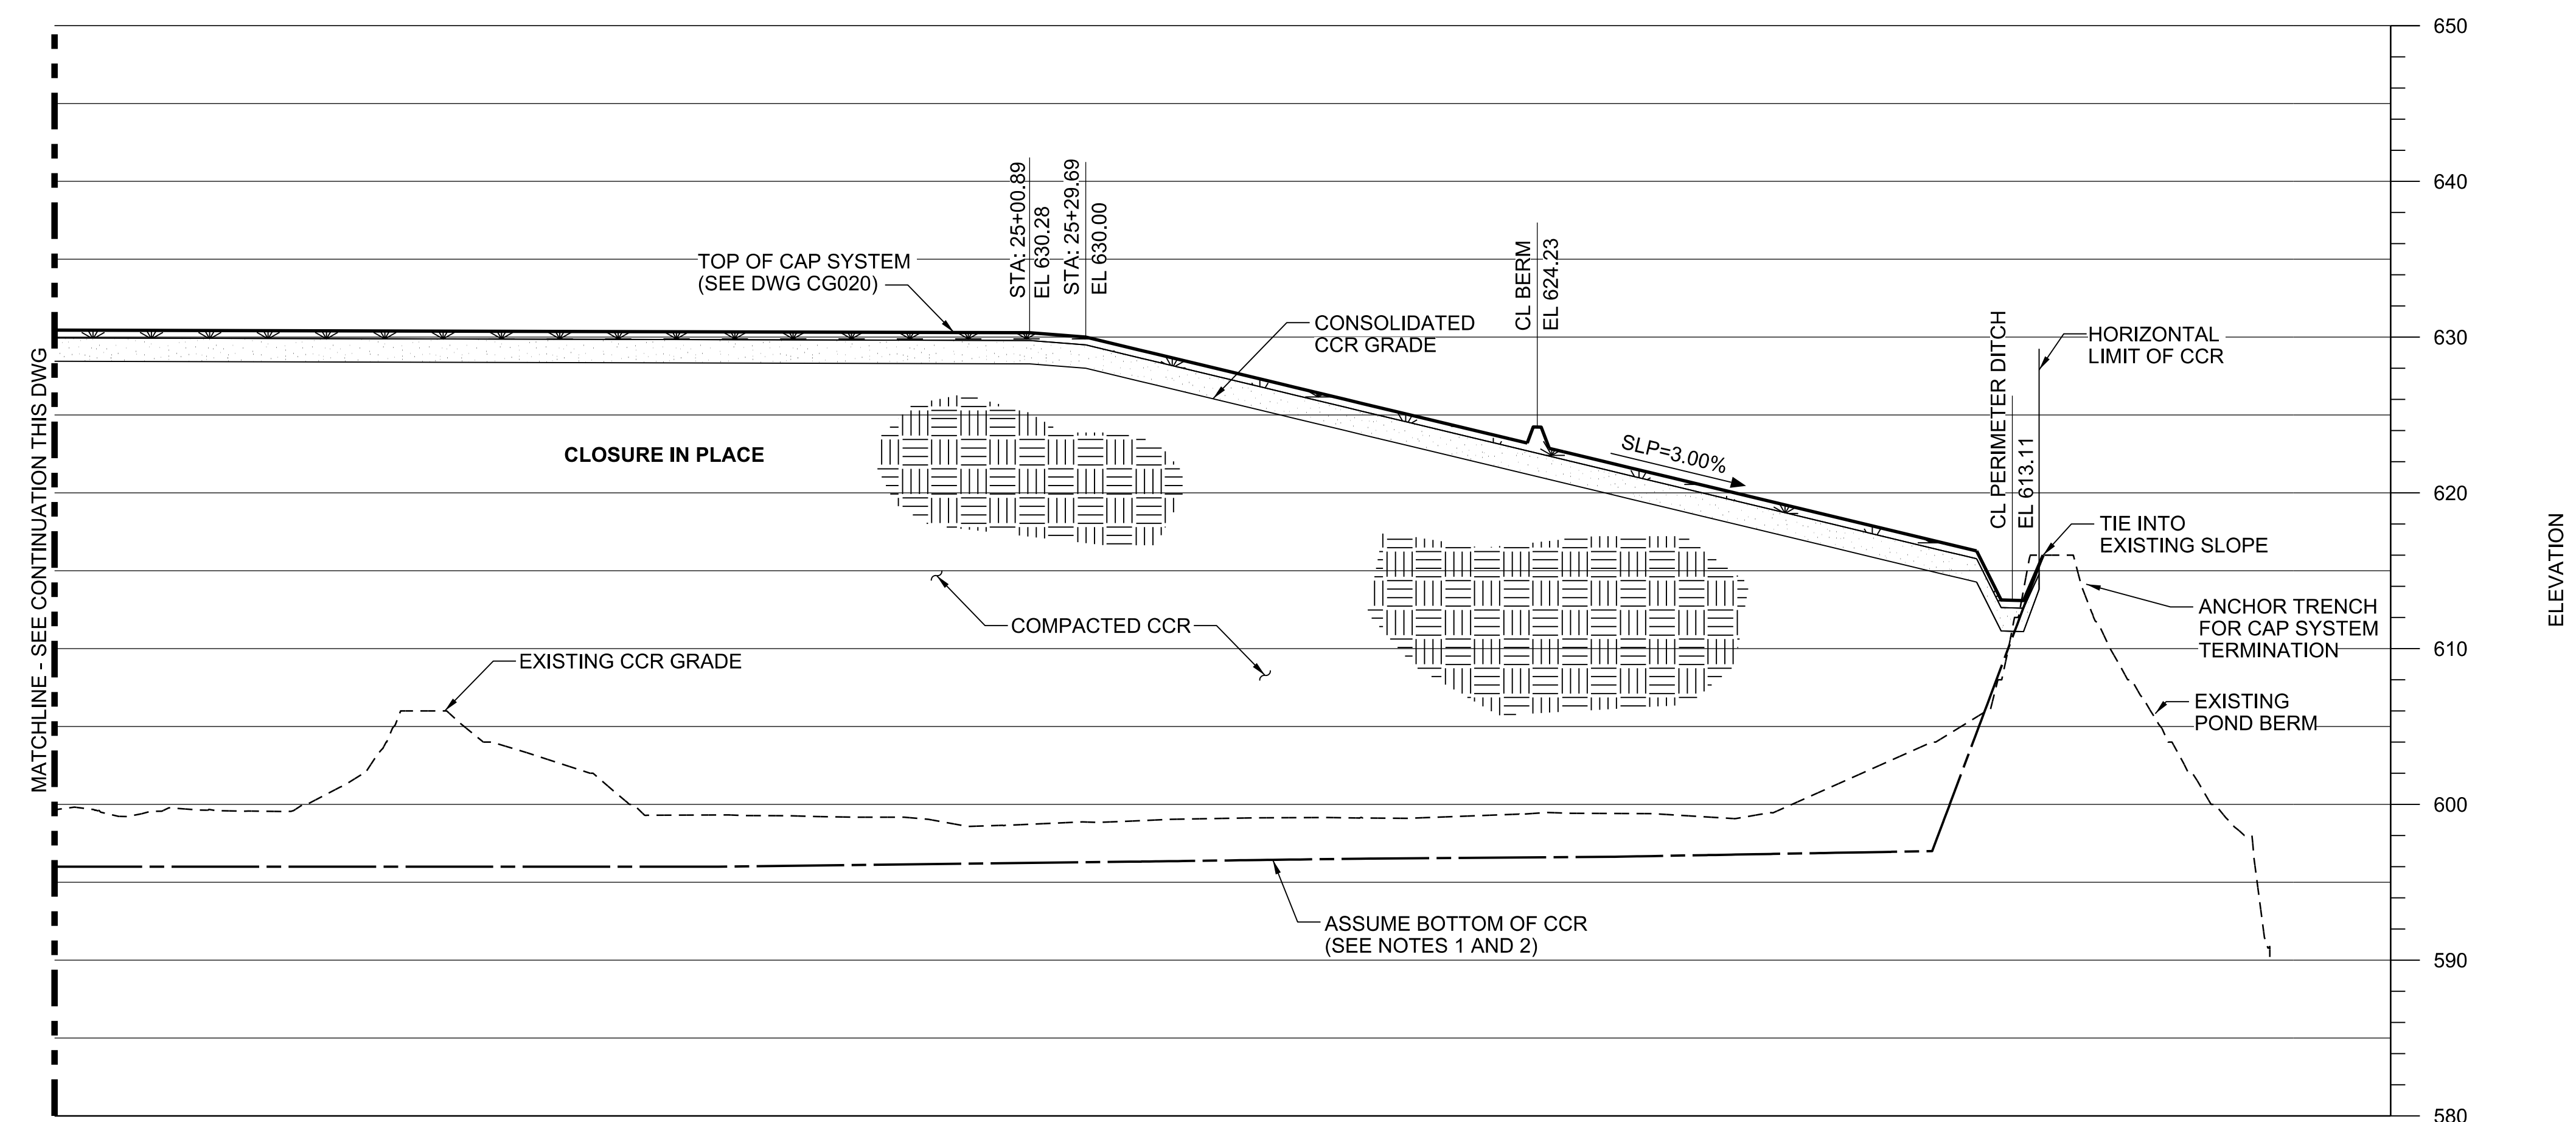 650
640
630
620
610
600
590
580
ELEVATION
MATCHLINE - SEE CONTINUATION THIS DWG
TOP OF CAP SYSTEM
(SEE DWG CG020)
STA: 25+00.89
EL 630.28
STA: 25+29.69
EL 630.00
CONSOLIDATED
CCR GRADE
CL BERM
EL 624.23
SLP=3.00%
CL PERIMETER DITCH
EL 613.11
HORIZONTAL
LIMIT OF CCR
CLOSURE IN PLACE
TIE INTO
EXISTING SLOPE
ANCHOR TRENCH
FOR CAP SYSTEM
TERMINATION
COMPACTED CCR
EXISTING CCR GRADE
EXISTING
POND BERM
ASSUME BOTTOM OF CCR
(SEE NOTES 1 AND 2)